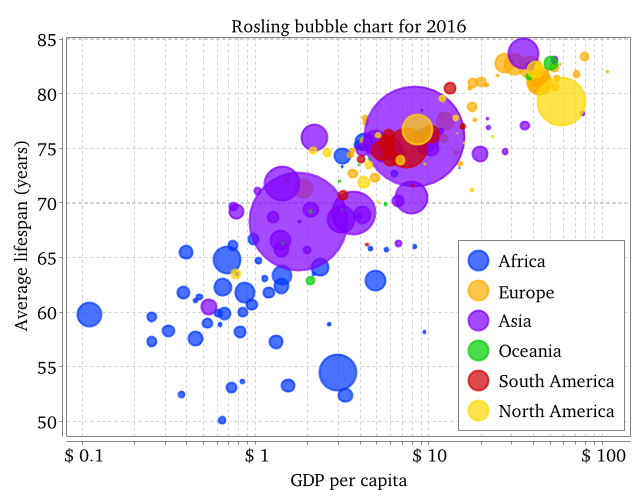 Rosling bubble chart for 2016
Average lifespan (years)
85
80
75
70
65
60
55
50
Africa
Europe
Asia
Oceania
South America
North America
$ 0.1
$ 1
$ 10
$ 100
GDP per capita